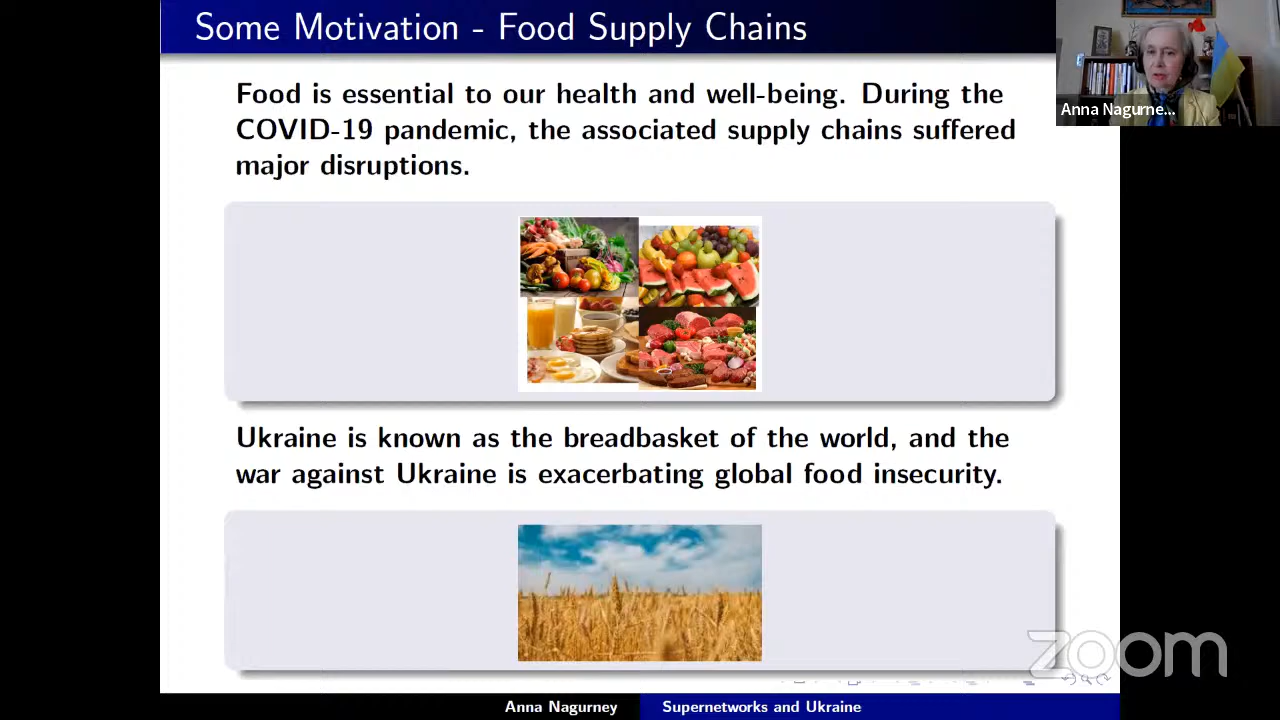 Some Motivation - Food Supply Chains
Anna Nagurne...
Food is essential to our health and well-being. During the
COVID-19 pandemic, the associated supply chains suffered
major disruptions.
Ukraine is known as the breadbasket of the world, and the
war against Ukraine is exacerbating global food insecurity.
zoom
Anna Nagurney
Supernetworks and Ukraine